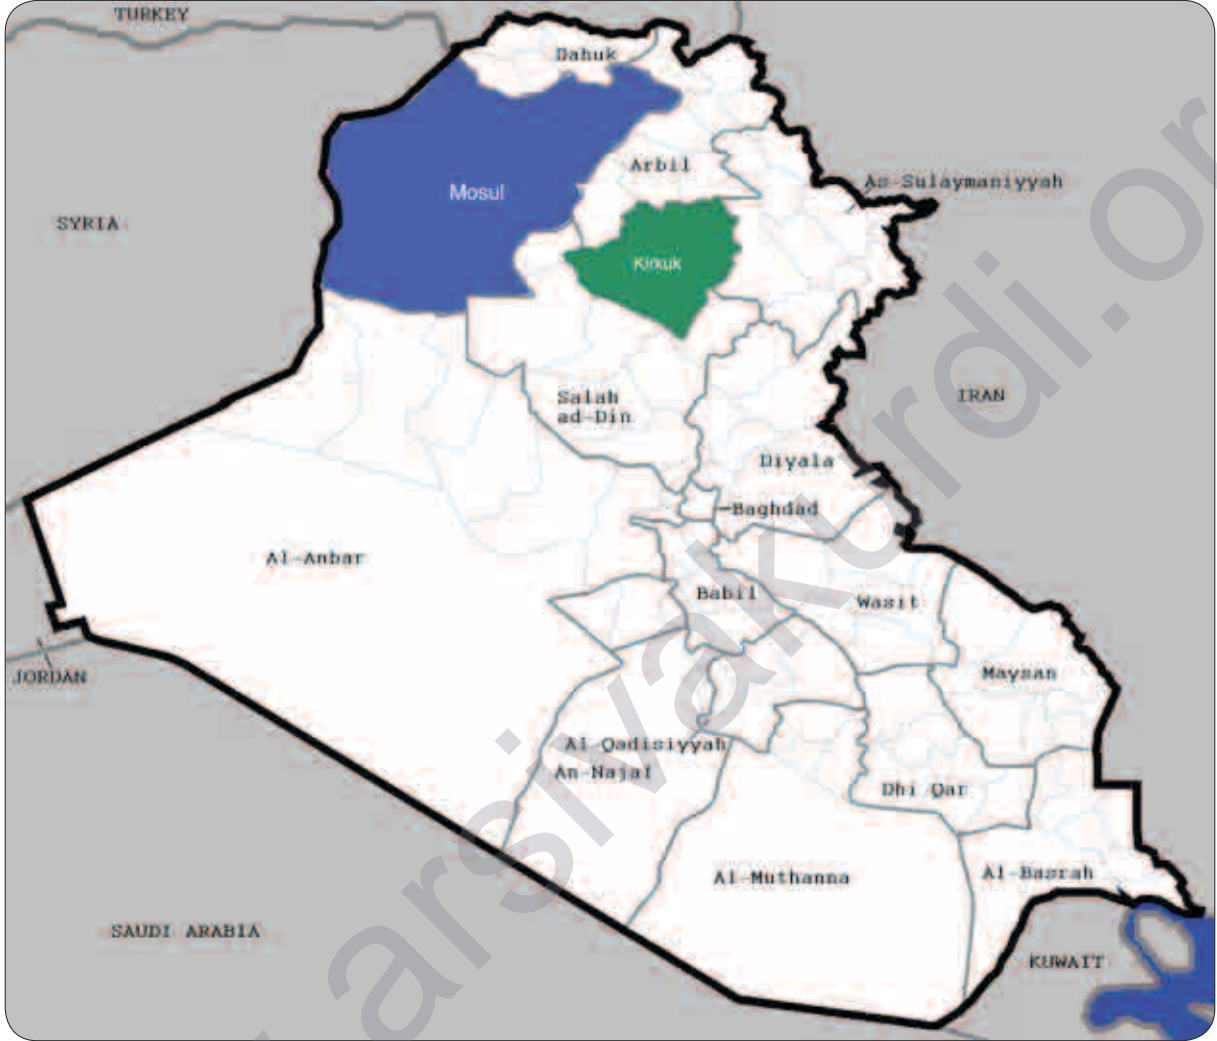 TURKEY
Dahuk
Arbil
As-Sulaymaniyyah
Mosul
SYRIA
Kirkuk
IRAN
Salah
ad-Din
Diyala
Baghdad
Al-Anbar
Babil
Wasit
JORDAN
Maysan
Al-Qadisiyyah
An-Najaf
Dhi Qar
Al-Muthanna
Al-Basrah
SAUDI ARABIA
KUWAIT
arsivakurdi.or